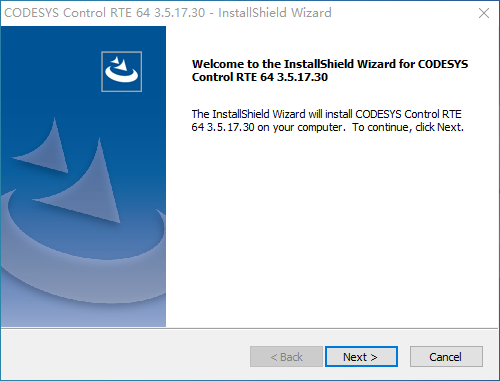 CODESYS Control RTE 64 3.5.17.30 - InstallShield Wizard
Welcome to the InstallShield Wizard for CODESYS
Control RTE 64 3.5.17.30
The InstallShield Wizard will install CODESYS Control RTE
64 3.5.17.30 on your computer.  To continue, click Next.
< Back
Next >
Cancel